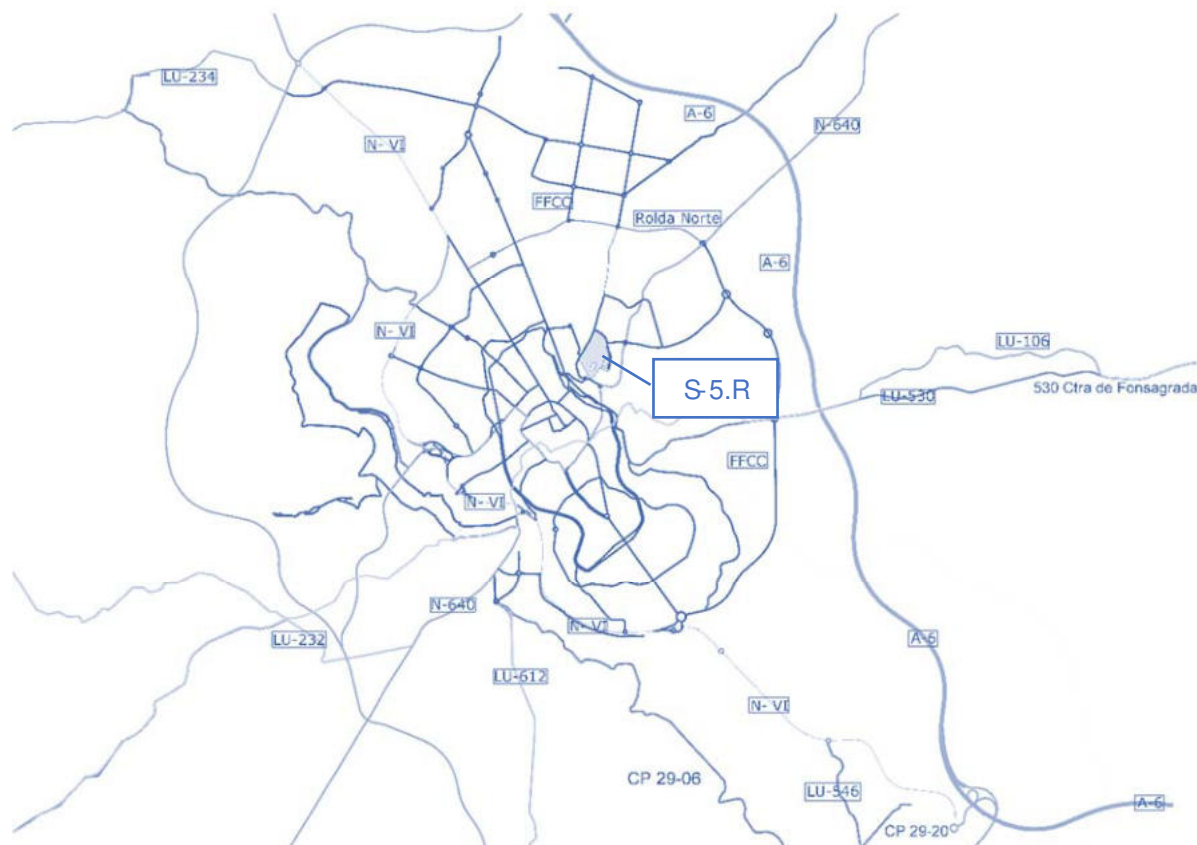 LU-234
A-6
N-640
N- VI
FFCC
Rolda Norte
A-6
N- VI
LU-106
S-5.R
530 Ctra de Fonsagrada
LU-530
FFCC
N- VI
N-640
N- VI
LU-232
A-6
LU-612
N- VI
CP 29-06
LU-546
A-6
CP 29-20